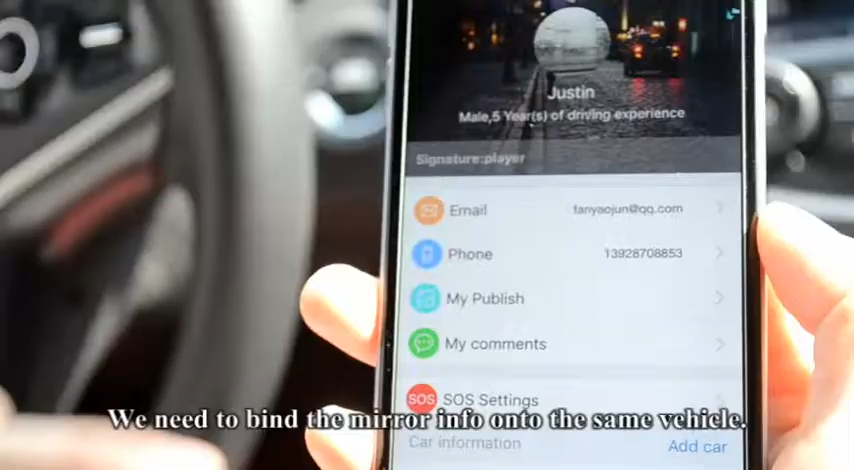 Justin
Male,5 Year(s) of driving experience
Signature:player
Email fanyaojun@qq.com
Phone 13928708853
My Publish
My comments
SOS SOS Settings
We need to bind the mirror info onto the same vehicle.
Car information Add car